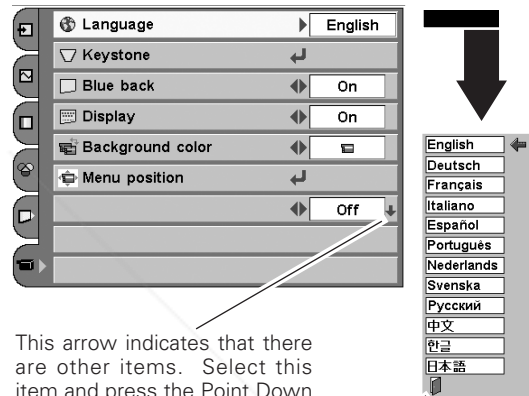 Language English
Keystone
Blue back On
Display On
Background color
Menu position
Off
English
Deutsch
Français
Italiano
Español
Português
Nederlands
Svenska
Русский
中文
한글
日本語
This arrow indicates that there
are other items. Select this
item and press the Point Down